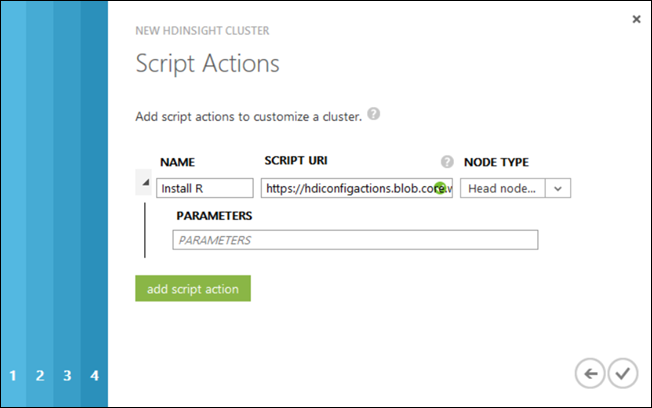 NEW HDINSIGHT CLUSTER
Script Actions
Add script actions to customize a cluster. ?
NAME SCRIPT URI ? NODE TYPE
Install R https://hdiconfigactions.blob.core.w Head node...
PARAMETERS
PARAMETERS
add script action
1 2 3 4